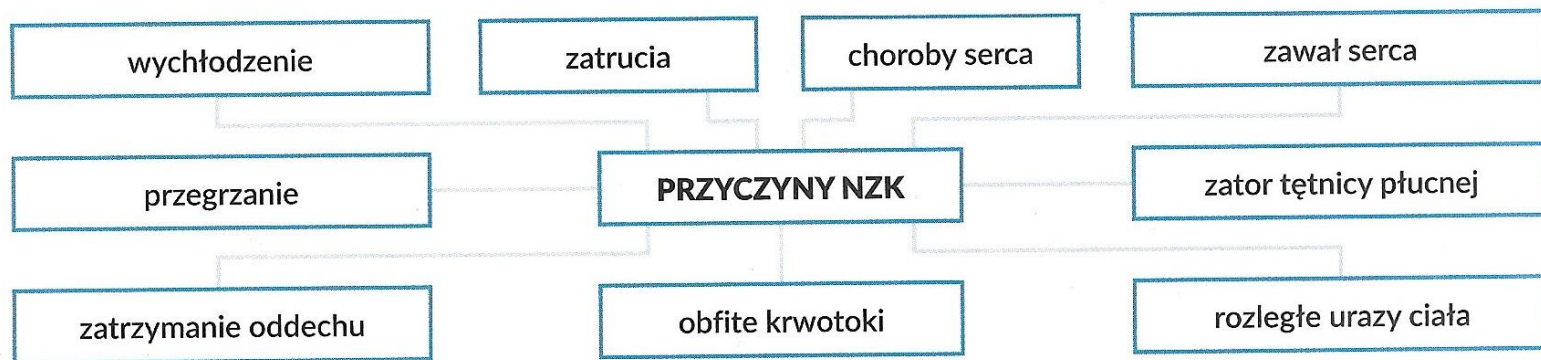 wychłodzenie
zatrucia
choroby serca
zawał serca
przegrzanie
PRZYCZYNY NZK
zator tętnicy płucnej
zatrzymanie oddechu
obfite krwotoki
rozległe urazy ciała